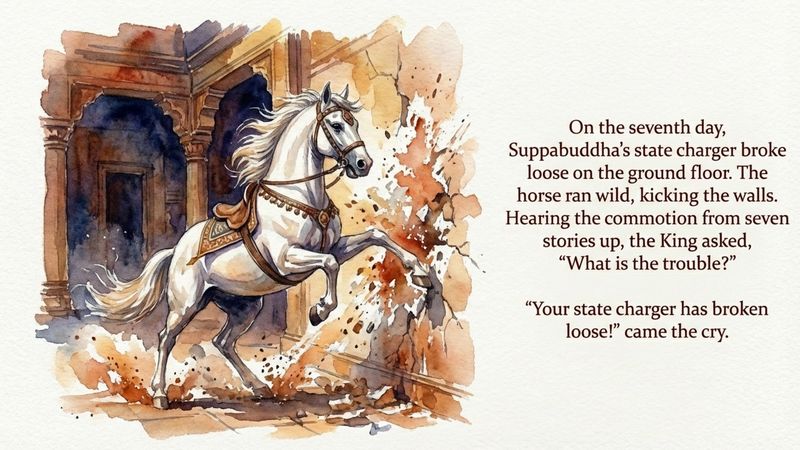 On the seventh day,
Suppabuddha’s state charger broke
loose on the ground floor. The
horse ran wild, kicking the walls.
Hearing the commotion from seven
stories up, the King asked,
“What is the trouble?”
“Your state charger has broken
loose!” came the cry.